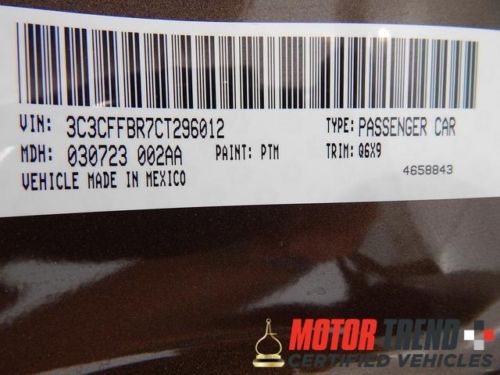 VIN: 3C3CFFBR7CT296012 TYPE: PASSENGER CAR
MDH: 030723 002AA PAINT: PTM TRIM: Q6X9
VEHICLE MADE IN MEXICO 4658843
MOTOR TREND
CERTIFIED VEHICLES